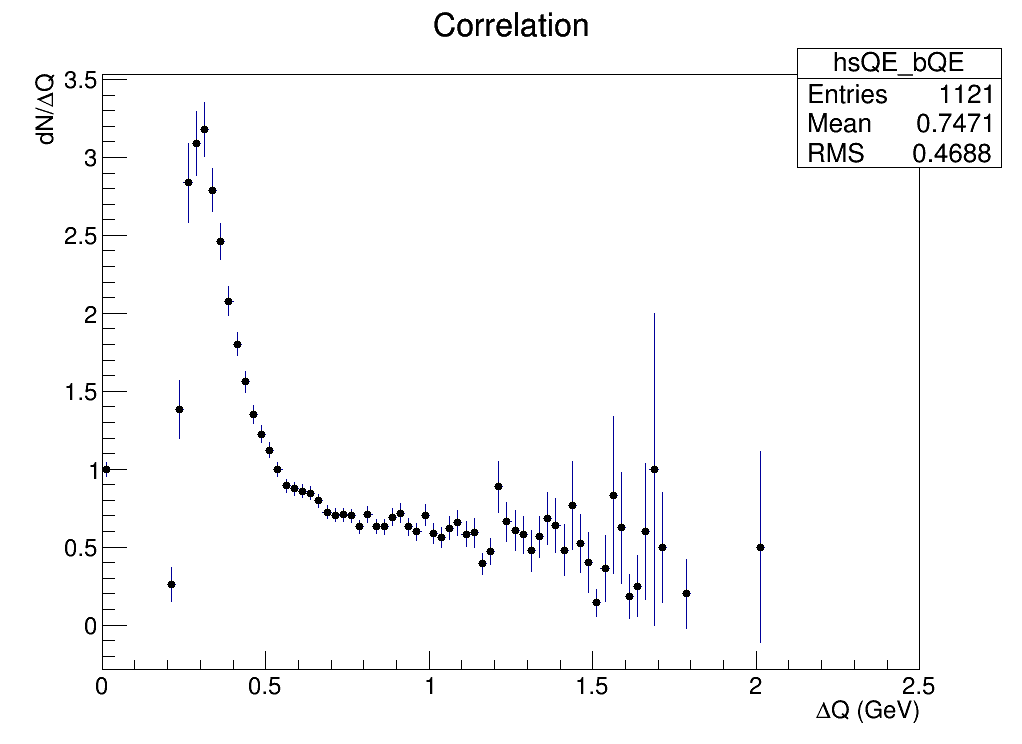 Correlation
hsQE_bQE
Entries 1121
Mean 0.7471
RMS 0.4688
dN/ΔQ
3.5
3
2.5
2
1.5
1
0.5
0
0 0.5 1 1.5 2 2.5
ΔQ (GeV)